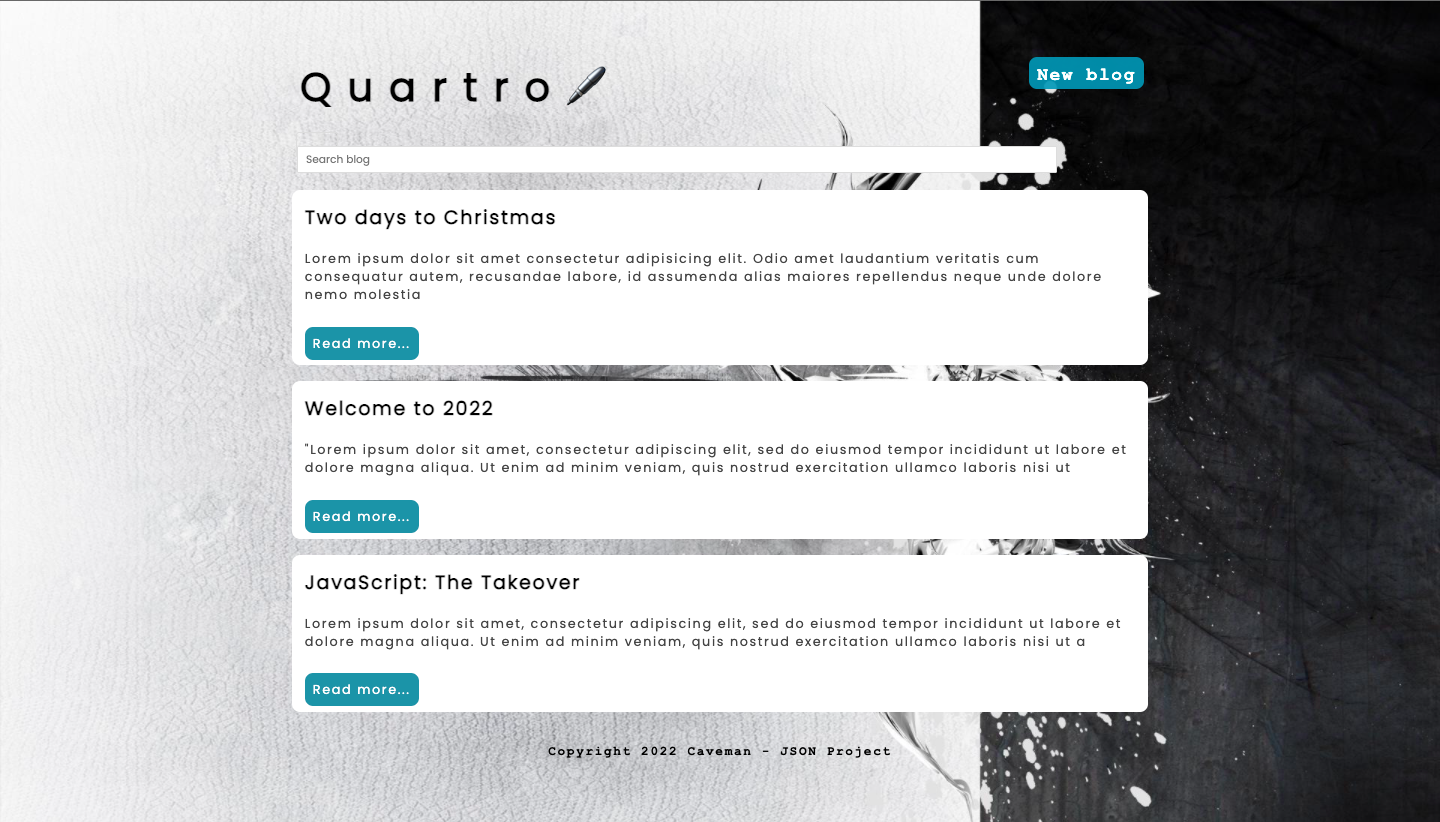 Quartro
New blog
Search blog
Two days to Christmas
Lorem ipsum dolor sit amet consectetur adipisicing elit. Odio amet laudantium veritatis cum
consequatur autem, recusandae labore, id assumenda alias maiores repellendus neque unde dolore
nemo molestia
Read more...
Welcome to 2022
"Lorem ipsum dolor sit amet, consectetur adipiscing elit, sed do eiusmod tempor incididunt ut labore et
dolore magna aliqua. Ut enim ad minim veniam, quis nostrud exercitation ullamco laboris nisi ut
Read more...
JavaScript: The Takeover
Lorem ipsum dolor sit amet, consectetur adipiscing elit, sed do eiusmod tempor incididunt ut labore et
dolore magna aliqua. Ut enim ad minim veniam, quis nostrud exercitation ullamco laboris nisi ut a
Read more...
Copyright 2022 Caveman - JSON Project